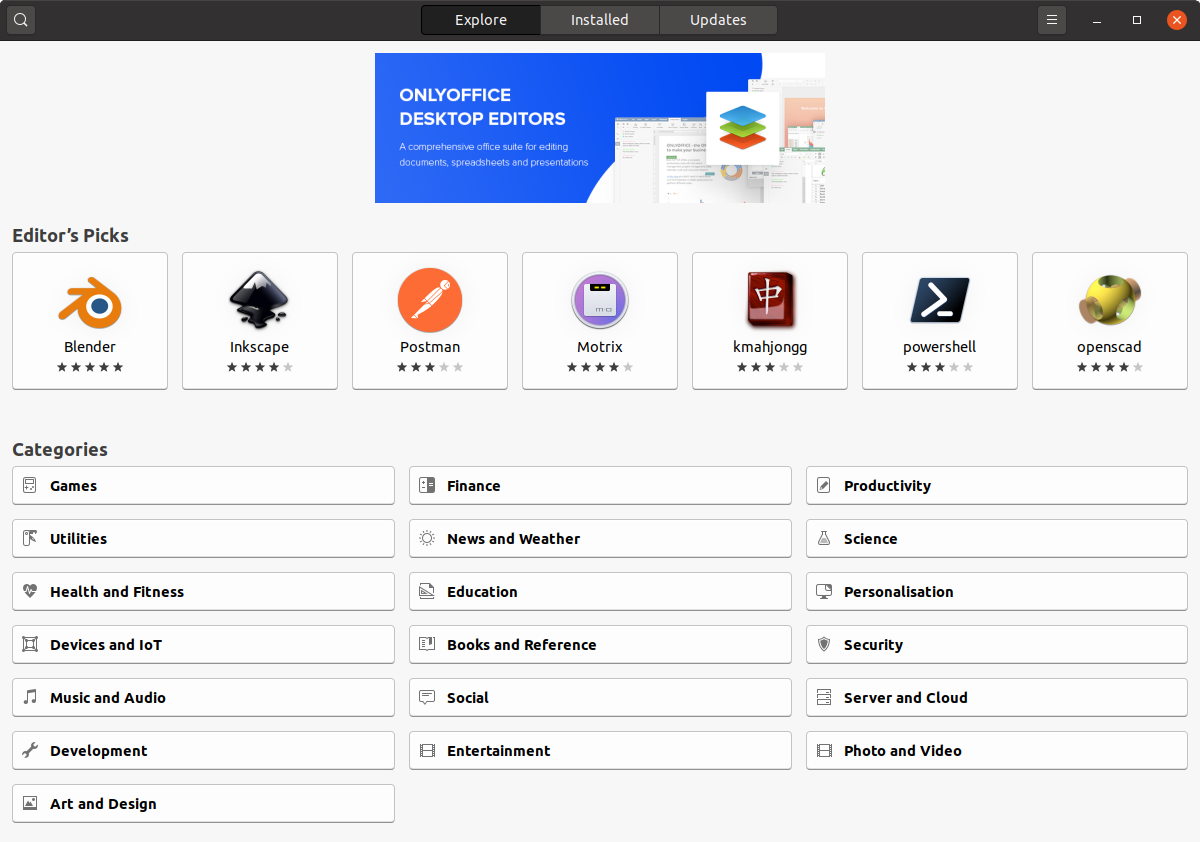 Explore Installed Updates
ONLYOFFICE
DESKTOP EDITORS
A comprehensive office suite for editing
documents, spreadsheets and presentations
Editor’s Picks
中
m·o
Blender Inkscape Postman Motrix kmahjongg powershell openscad
Categories
Games Finance Productivity
Utilities News and Weather Science
Health and Fitness Education Personalisation
Devices and IoT Books and Reference Security
Music and Audio Social Server and Cloud
Development Entertainment Photo and Video
Art and Design